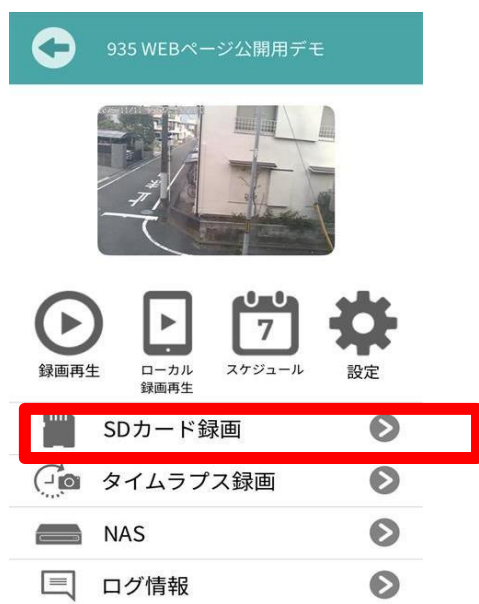 935 WEBページ公開用デモ
7
録画再生
ローカル
録画再生
スケジュール
設定
SDカード録画
タイムラプス録画
NAS
ログ情報